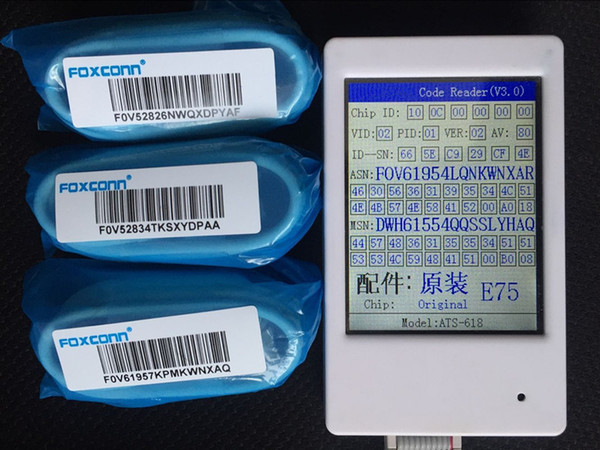 FOXCONN®
F0V52826NWQXDPYAF
FOXCONN®
F0V52834TKSXYDPAA
FOXCONN®
F0V61957KPMKWNXAQ
Code Reader(V3.0)
Chip ID: 10 0C 00 00 00 00
VID: 02 PID: 01 VER: 02 AV: 80
ID—SN: 66 5E C9 29 CF 4E
ASN:F0V61954LQNKWNXAR
46 30 56 36 31 39 35 34 4C 51
4E 4B 57 4E 58 41 52 00 A0 18
MSN:DWH61554QQSSLYHAQ
44 57 48 36 31 35 35 34 51 51
53 53 4C 59 48 41 51 00 B0 08
配件: 原装 E75
Chip: Original
Model:ATS-618